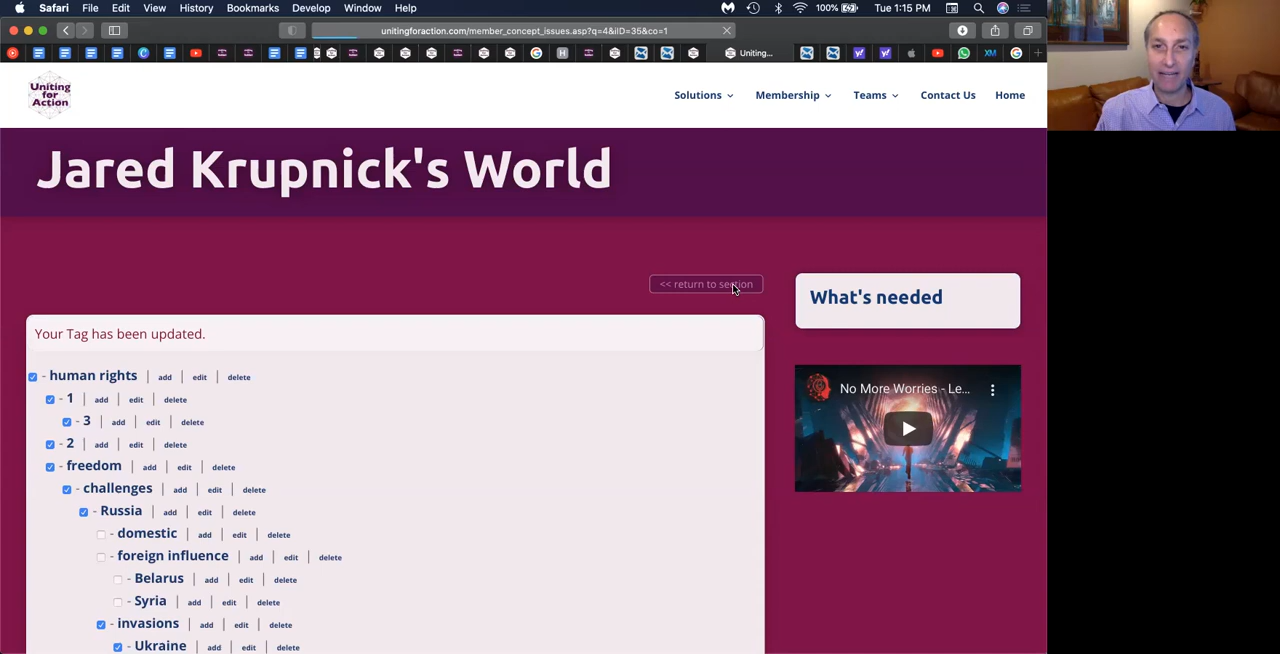 Safari File Edit View History Bookmarks Develop Window Help 100% Tue 1:15 PM
unitingforaction.com/member_concept_issues.asp?q=4&iID=35&co=1
Uniting...
Uniting
for
Action
Solutions Membership Teams Contact Us Home
Jared Krupnick's World
<< return to section
What's needed
Your Tag has been updated.
- human rights | add | edit | delete
- 1 | add | edit | delete
- 3 | add | edit | delete
- 2 | add | edit | delete
- freedom | add | edit | delete
- challenges | add | edit | delete
- Russia | add | edit | delete
- domestic | add | edit | delete
- foreign influence | add | edit | delete
- Belarus | add | edit | delete
- Syria | add | edit | delete
- invasions | add | edit | delete
- Ukraine | add | edit | delete
No More Worries - Le...